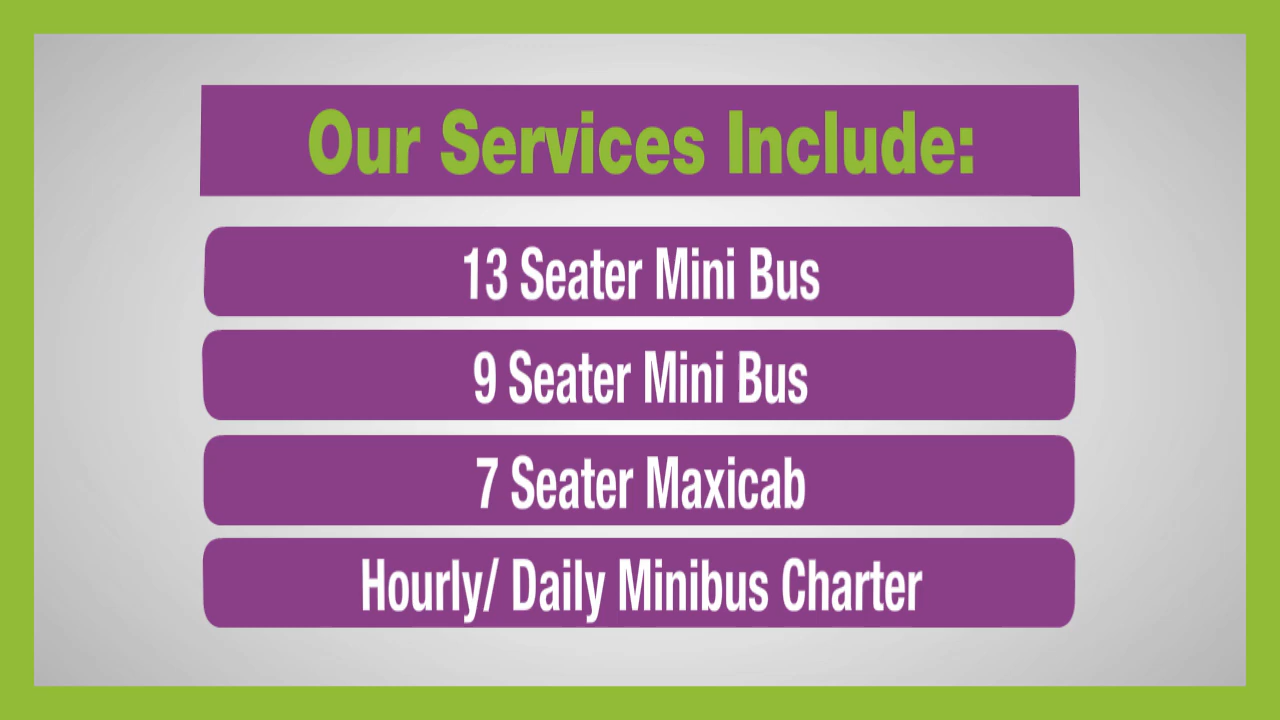 Our Services Include:
13 Seater Mini Bus
9 Seater Mini Bus
7 Seater Maxicab
Hourly/ Daily Minibus Charter